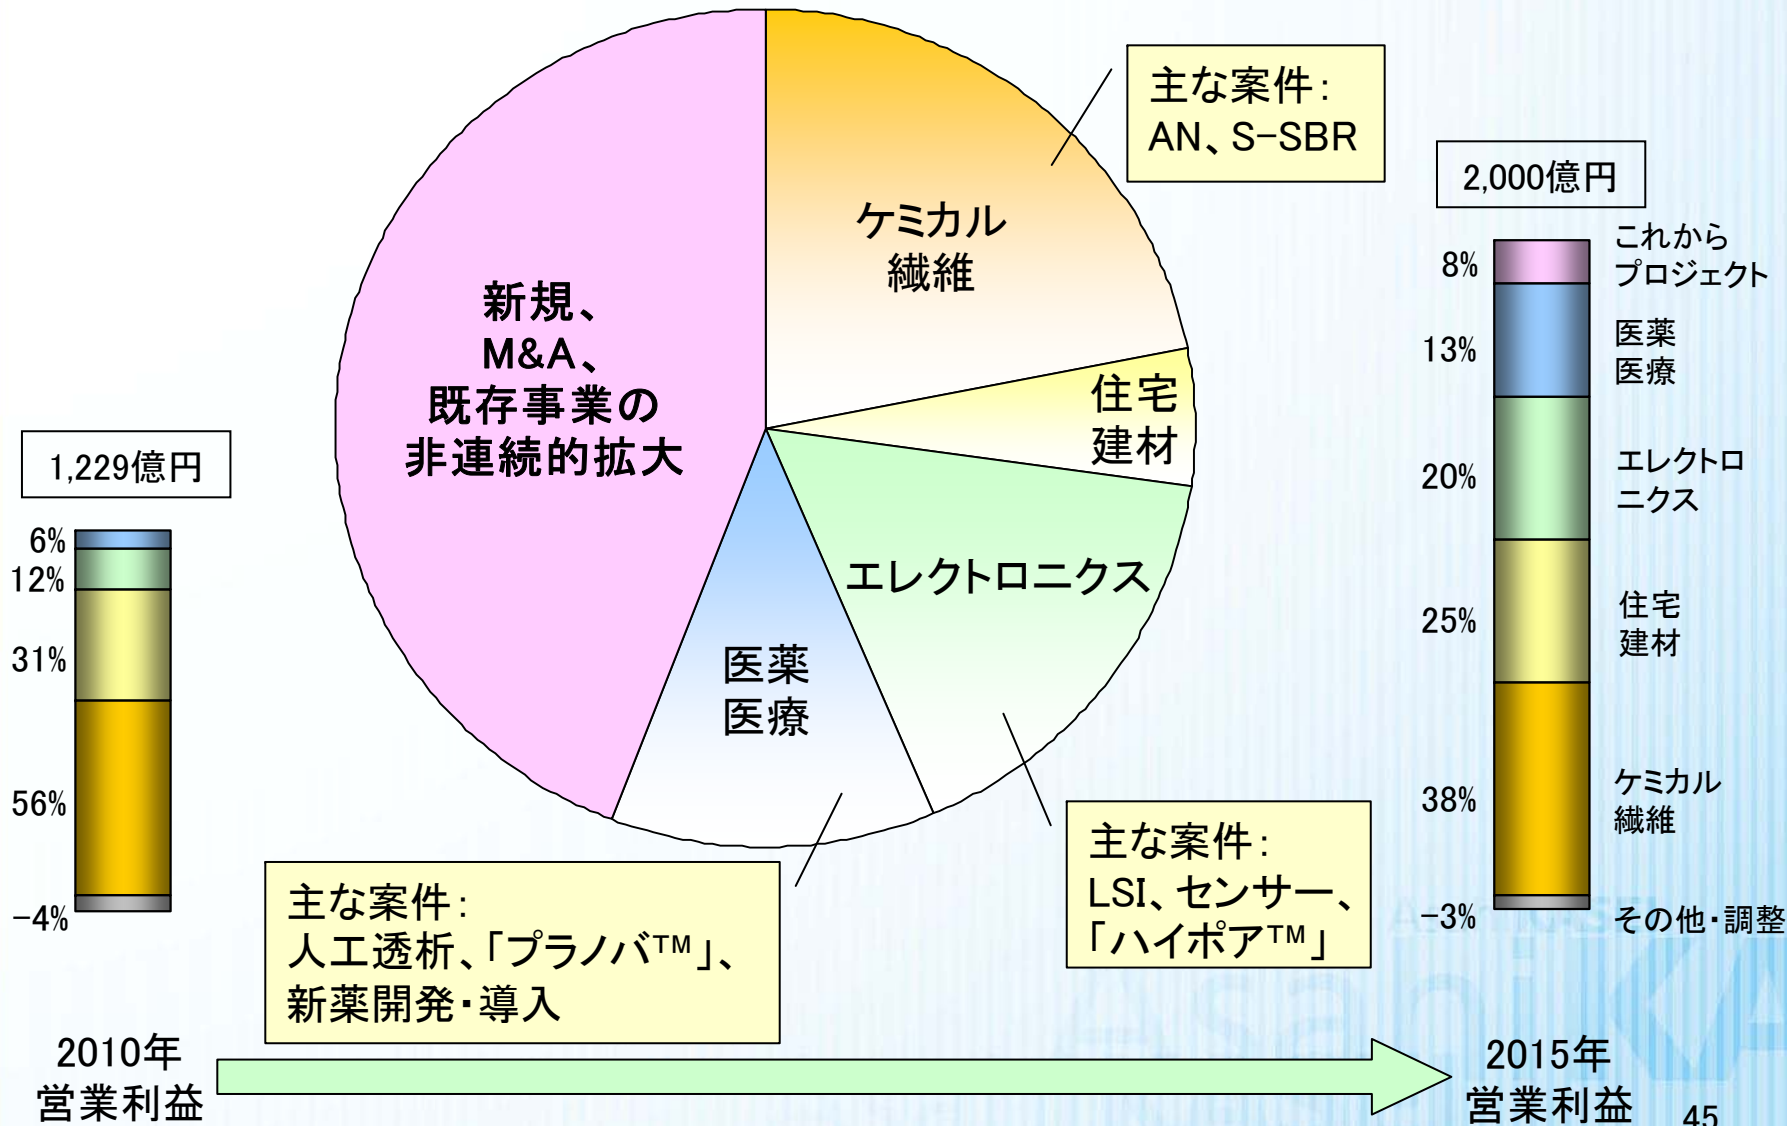 主な案件：
AN、S-SBR
2,000億円
ケミカル
繊維
新規、
M&A、
既存事業の
非連続的拡大
住宅
建材
エレクトロニクス
医薬
医療
1,229億円
6%
12%
31%
56%
-4%
8%
13%
20%
25%
38%
-3%
これから
プロジェクト
医薬
医療
エレクトロ
ニクス
住宅
建材
ケミカル
繊維
その他・調整
主な案件：
人工透析、「プラノバ™」、
新薬開発・導入
主な案件：
LSI、センサー、
「ハイポア™」
2010年
営業利益
2015年
営業利益
45